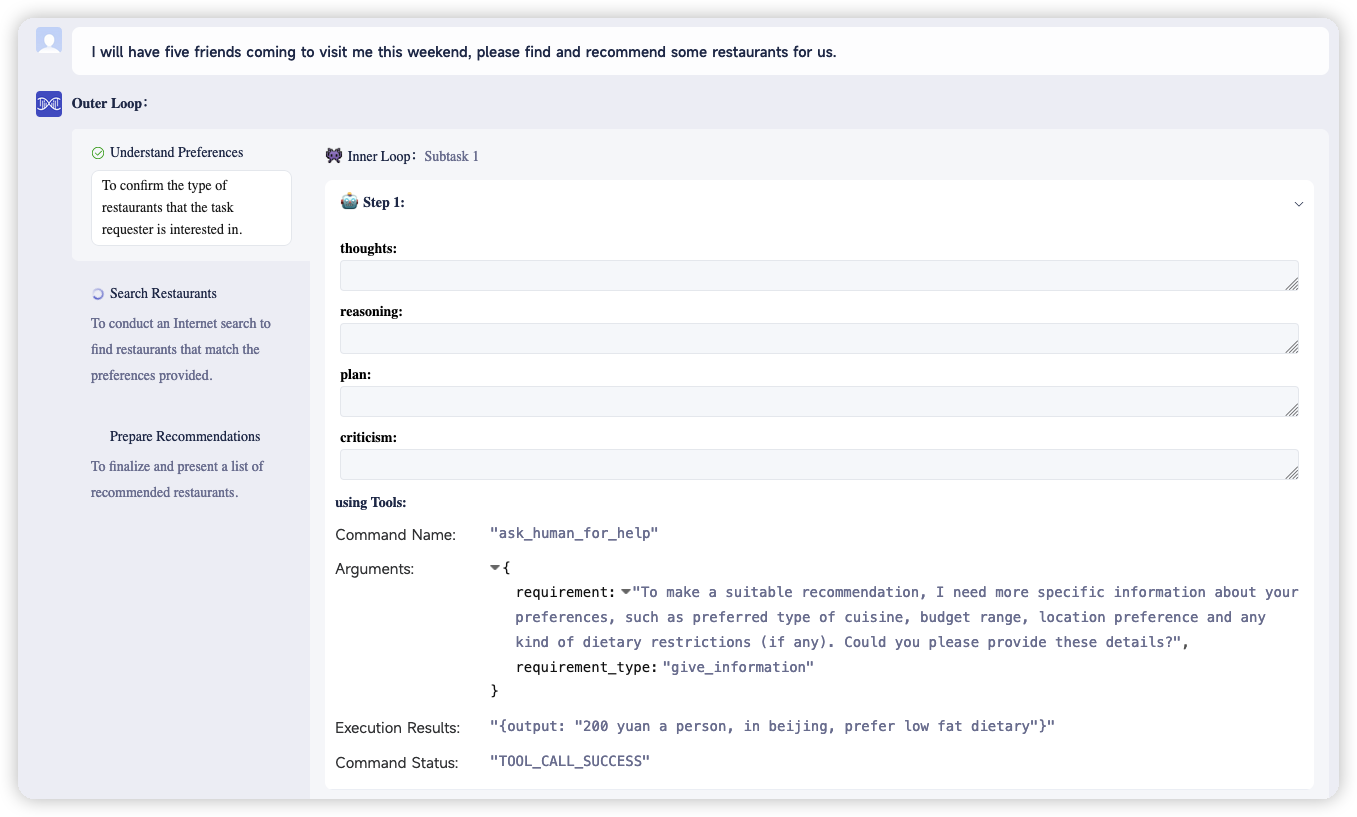 I will have five friends coming to visit me this weekend, please find and recommend some restaurants for us.
Outer Loop:
Understand Preferences
To confirm the type of
restaurants that the task
requester is interested in.
Search Restaurants
To conduct an Internet search to
find restaurants that match the
preferences provided.
Prepare Recommendations
To finalize and present a list of
recommended restaurants.
Inner Loop: Subtask 1
Step 1:
thoughts:
reasoning:
plan:
criticism:
using Tools:
Command Name: "ask_human_for_help"
Arguments: {
requirement: "To make a suitable recommendation, I need more specific information about your
preferences, such as preferred type of cuisine, budget range, location preference and any
kind of dietary restrictions (if any). Could you please provide these details?",
requirement_type: "give_information"
}
Execution Results: "{output: "200 yuan a person, in beijing, prefer low fat dietary"}"
Command Status: "TOOL_CALL_SUCCESS"